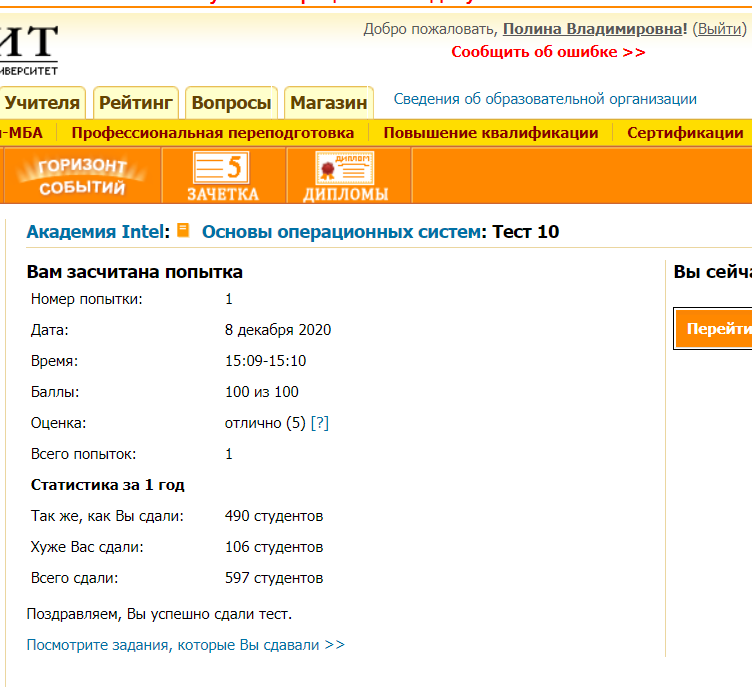 Добро пожаловать, Полина Владимировна! (Выйти)
Сообщить об ошибке >>
ИТ
Учителя Рейтинг Вопросы Магазин Сведения об образовательной организации
-МБА Профессиональная переподготовка Повышение квалификации Сертификации
ГОРИЗОНТ СОБЫТИЙ
5 ЗАЧЕТКА
ДИПЛОМ ДИПЛОМЫ
Академия Intel: Основы операционных систем: Тест 10
Вам засчитана попытка
Номер попытки: 1
Дата: 8 декабря 2020
Время: 15:09-15:10
Баллы: 100 из 100
Оценка: отлично (5) [?]
Всего попыток: 1
Статистика за 1 год
Так же, как Вы сдали: 490 студентов
Хуже Вас сдали: 106 студентов
Всего сдали: 597 студентов
Поздравляем, Вы успешно сдали тест.
Посмотрите задания, которые Вы сдавали >>
Вы сейча
Перейти